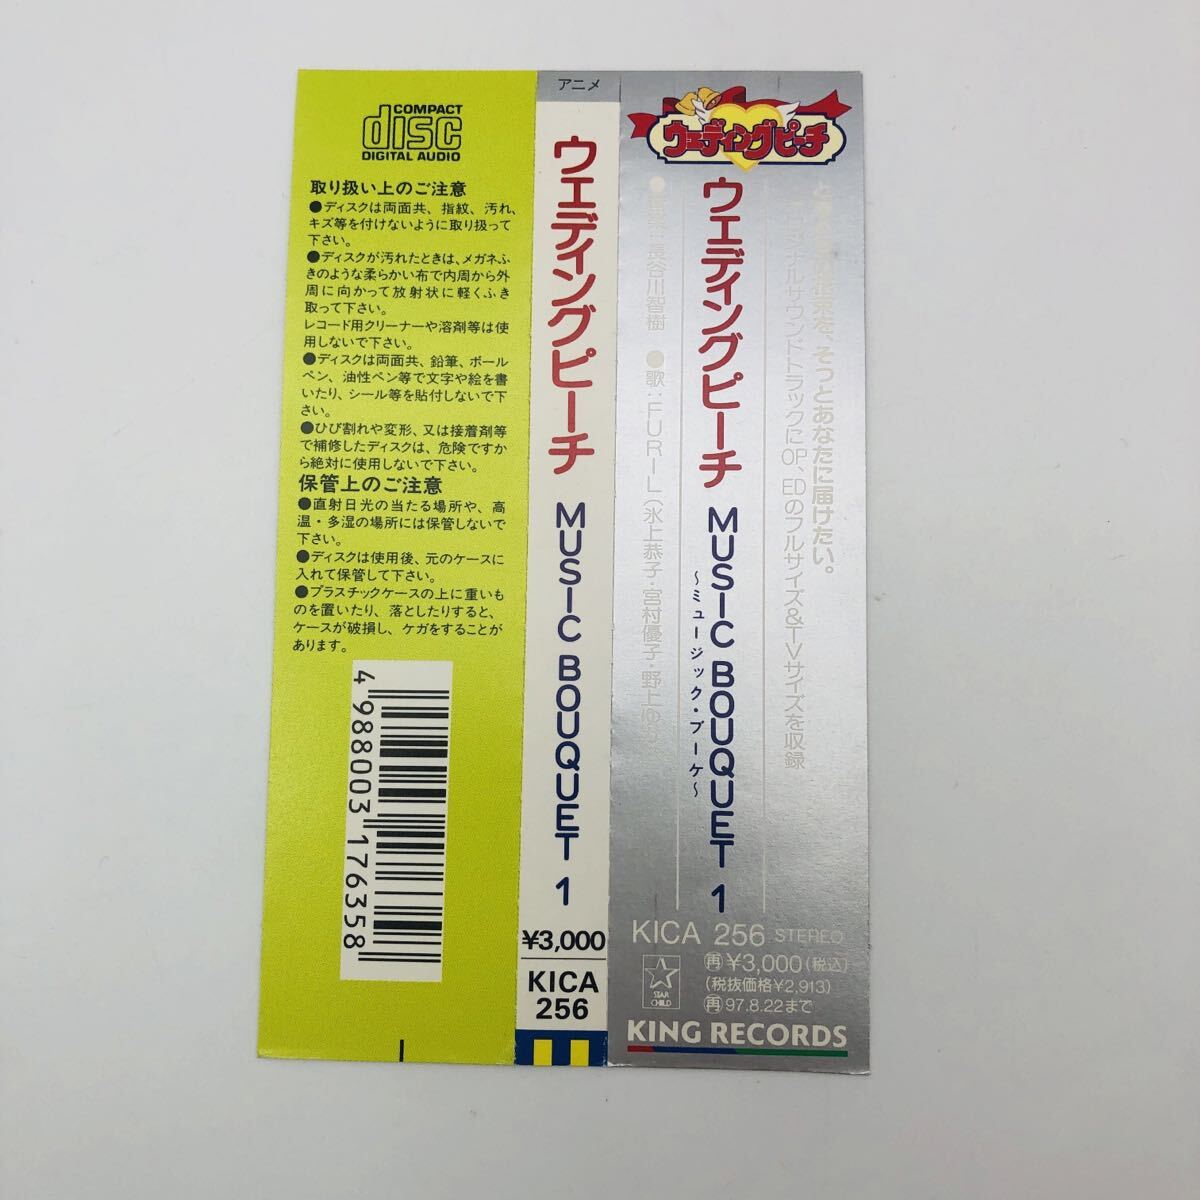 COMPACT
disc
DIGITAL AUDIO
取り扱い上のご注意
●ディスクは両面共、指紋、汚れ、
キズ等を付けないように取り扱って
下さい。
●ディスクが汚れたときは、メガネふ
きのような柔らかい布で内周から外
周に向かって放射状に軽くふき
取って下さい。
レコード用クリーナーや溶剤等は使
用しないで下さい。
●ディスクは両面共、鉛筆、ボール
ペン、油性ペン等で文字や絵を書
いたり、シール等を貼付しないで下
さい。
●ひび割れや変形、又は接着剤等
で補修したディスクは、危険ですか
ら絶対に使用しないで下さい。
保管上のご注意
●直射日光の当たる場所や、高
温・多湿の場所には保管しないで
下さい。
●ディスクは使用後、元のケースに
入れて保管して下さい。
●プラスチックケースの上に重いも
のを置いたり、落としたりすると、
ケースが破損し、ケガをすることが
あります。
4 988003 176358
アニメ
ウェディングピーチ MUSIC BOUQUET 1
¥3,000
KICA
256
ウェディングピーチ
を、そっとあなたに届けたい。
ナルサウンドトラックにOP、EDのフルサイズ&TVサイズを収録
ウェディングピーチ MUSIC BOUQUET 1
～ミュージック・ブーケ～
長谷川智樹 ●歌:FURIL(氷上恭子・宮村優子・野上ゆ
KICA 256 STEREO
STAR
CHILD
再¥3,000(税込)
(税抜価格¥2,913)
再97.8.22まで
KING RECORDS